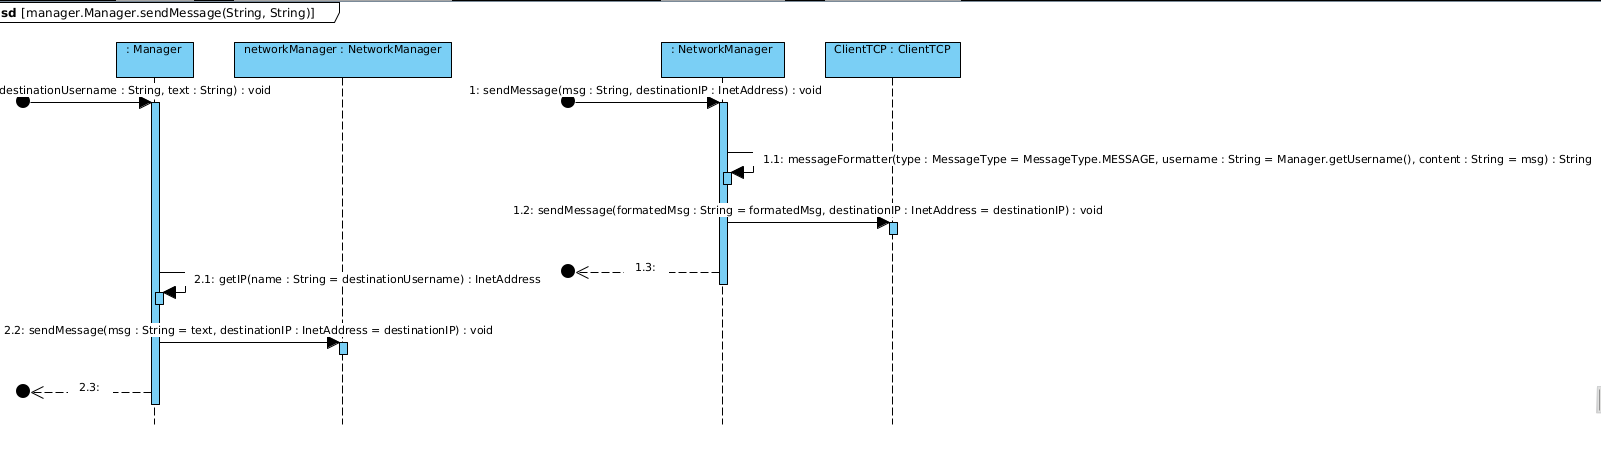 sd [manager.Manager.sendMessage(String, String)]
: Manager
networkManager : NetworkManager
: NetworkManager
ClientTCP : ClientTCP
destinationUsername : String, text : String) : void
1: sendMessage(msg : String, destinationIP : InetAddress) : void
1.1: messageFormatter(type : MessageType = MessageType.MESSAGE, username : String = Manager.getUsername(), content : String = msg) : String
1.2: sendMessage(formatedMsg : String = formatedMsg, destinationIP : InetAddress = destinationIP) : void
1.3:
2.1: getIP(name : String = destinationUsername) : InetAddress
2.2: sendMessage(msg : String = text, destinationIP : InetAddress = destinationIP) : void
2.3: